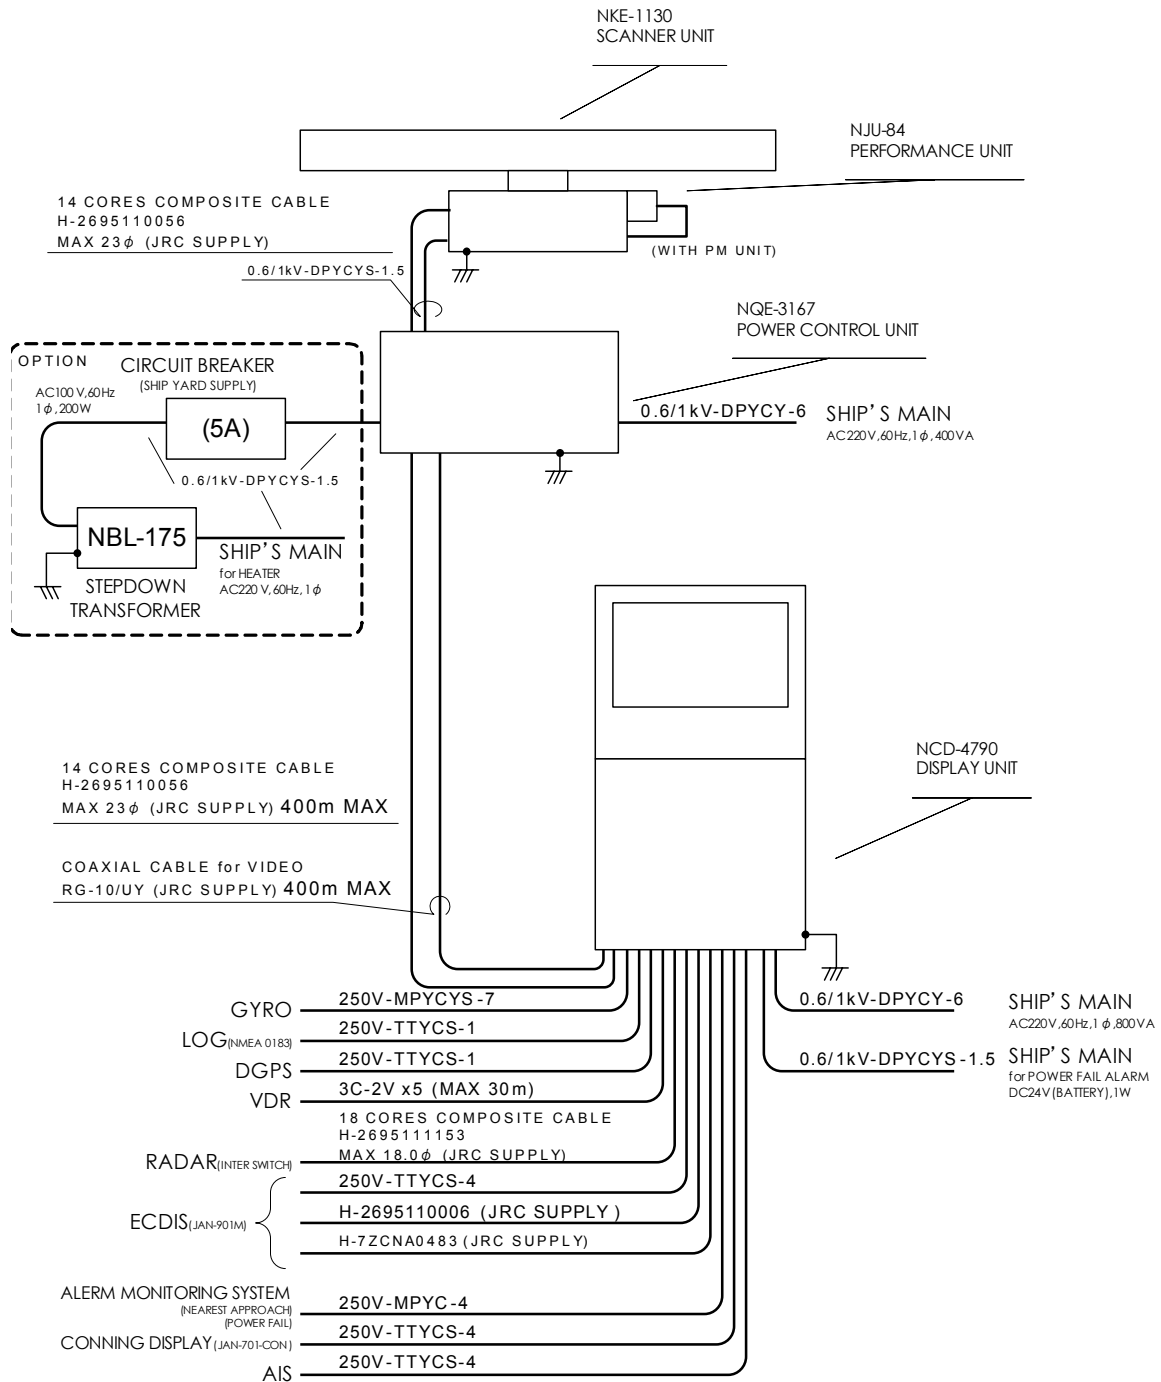 NKE-1130
SCANNER UNIT
NJU-84
PERFORMANCE UNIT
14 CORES COMPOSITE CABLE
H-2695110056
MAX 23φ (JRC SUPPLY)
(WITH PM UNIT)
0.6/1kV-DPYCYS-1.5
NQE-3167
POWER CONTROL UNIT
OPTION
CIRCUIT BREAKER
(SHIP YARD SUPPLY)
AC100V,60Hz
1φ,200W
(5A)
0.6/1kV-DPYCY-6
SHIP'S MAIN
AC220V,60Hz,1φ,400VA
0.6/1kV-DPYCYS-1.5
NBL-175
SHIP'S MAIN
for HEATER
AC220V,60Hz,1φ
STEPDOWN
TRANSFORMER
NCD-4790
DISPLAY UNIT
14 CORES COMPOSITE CABLE
H-2695110056
MAX 23φ (JRC SUPPLY) 400m MAX
COAXIAL CABLE for VIDEO
RG-10/UY (JRC SUPPLY) 400m MAX
GYRO 250V-MPYCYS-7
LOG(NMEA 0183) 250V-TTYCS-1
DGPS 250V-TTYCS-1
VDR 3C-2V x5 (MAX 30m)
0.6/1kV-DPYCY-6
SHIP'S MAIN
AC220V,60Hz,1φ,800VA
0.6/1kV-DPYCYS-1.5
SHIP'S MAIN
for POWER FAIL ALARM
DC24V(BATTERY),1W
18 CORES COMPOSITE CABLE
H-2695111153
RADAR(INTER SWITCH) MAX 18.0φ (JRC SUPPLY)
250V-TTYCS-4
ECDIS(JAN-901M) H-2695110006 (JRC SUPPLY)
H-7ZCNA0483 (JRC SUPPLY)
ALERM MONITORING SYSTEM
(NEAREST APPROACH)
(POWER FAIL)
250V-MPYC-4
CONNING DISPLAY(JAN-701-CON) 250V-TTYCS-4
AIS 250V-TTYCS-4